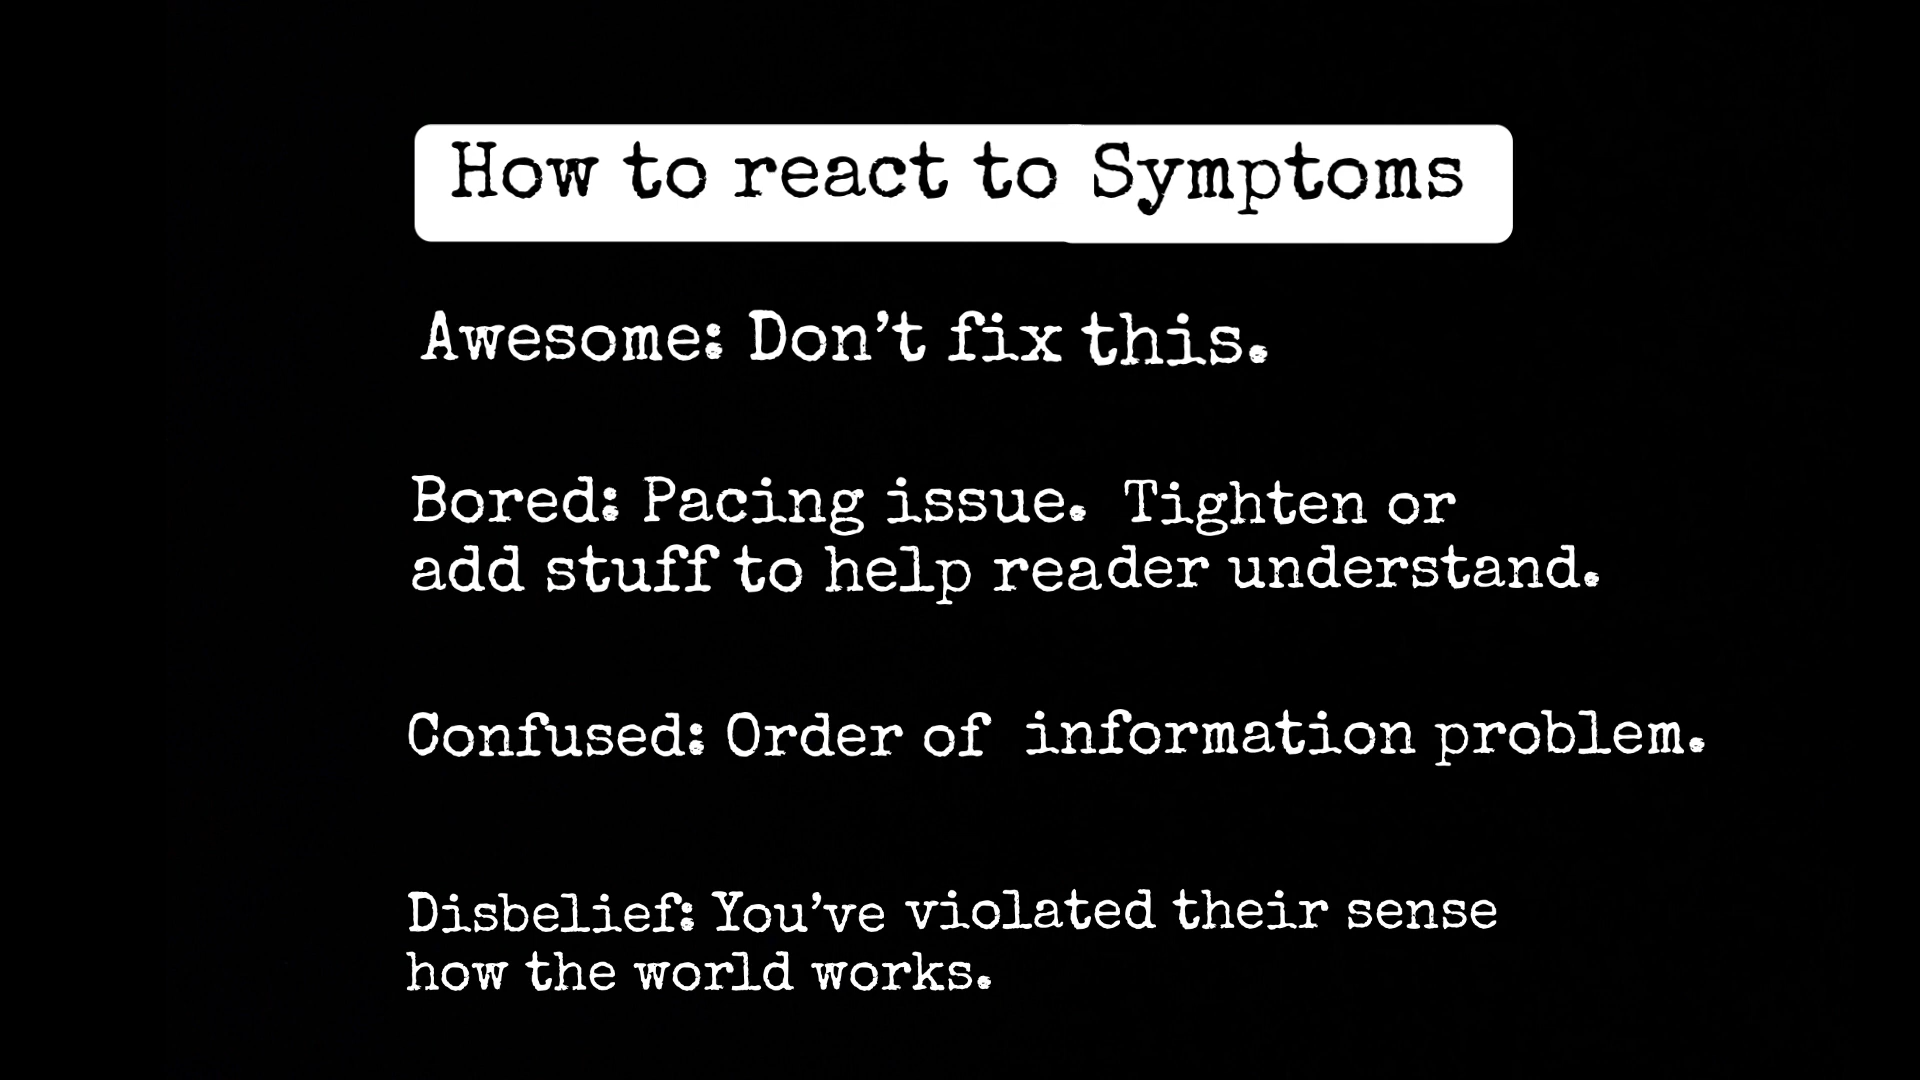 How to react to Symptoms
Awesome: Don’t fix this.
Bored: Pacing issue. Tighten or
add stuff to help reader understand.
Confused: Order of information problem.
Disbelief: You’ve violated their sense
how the world works.